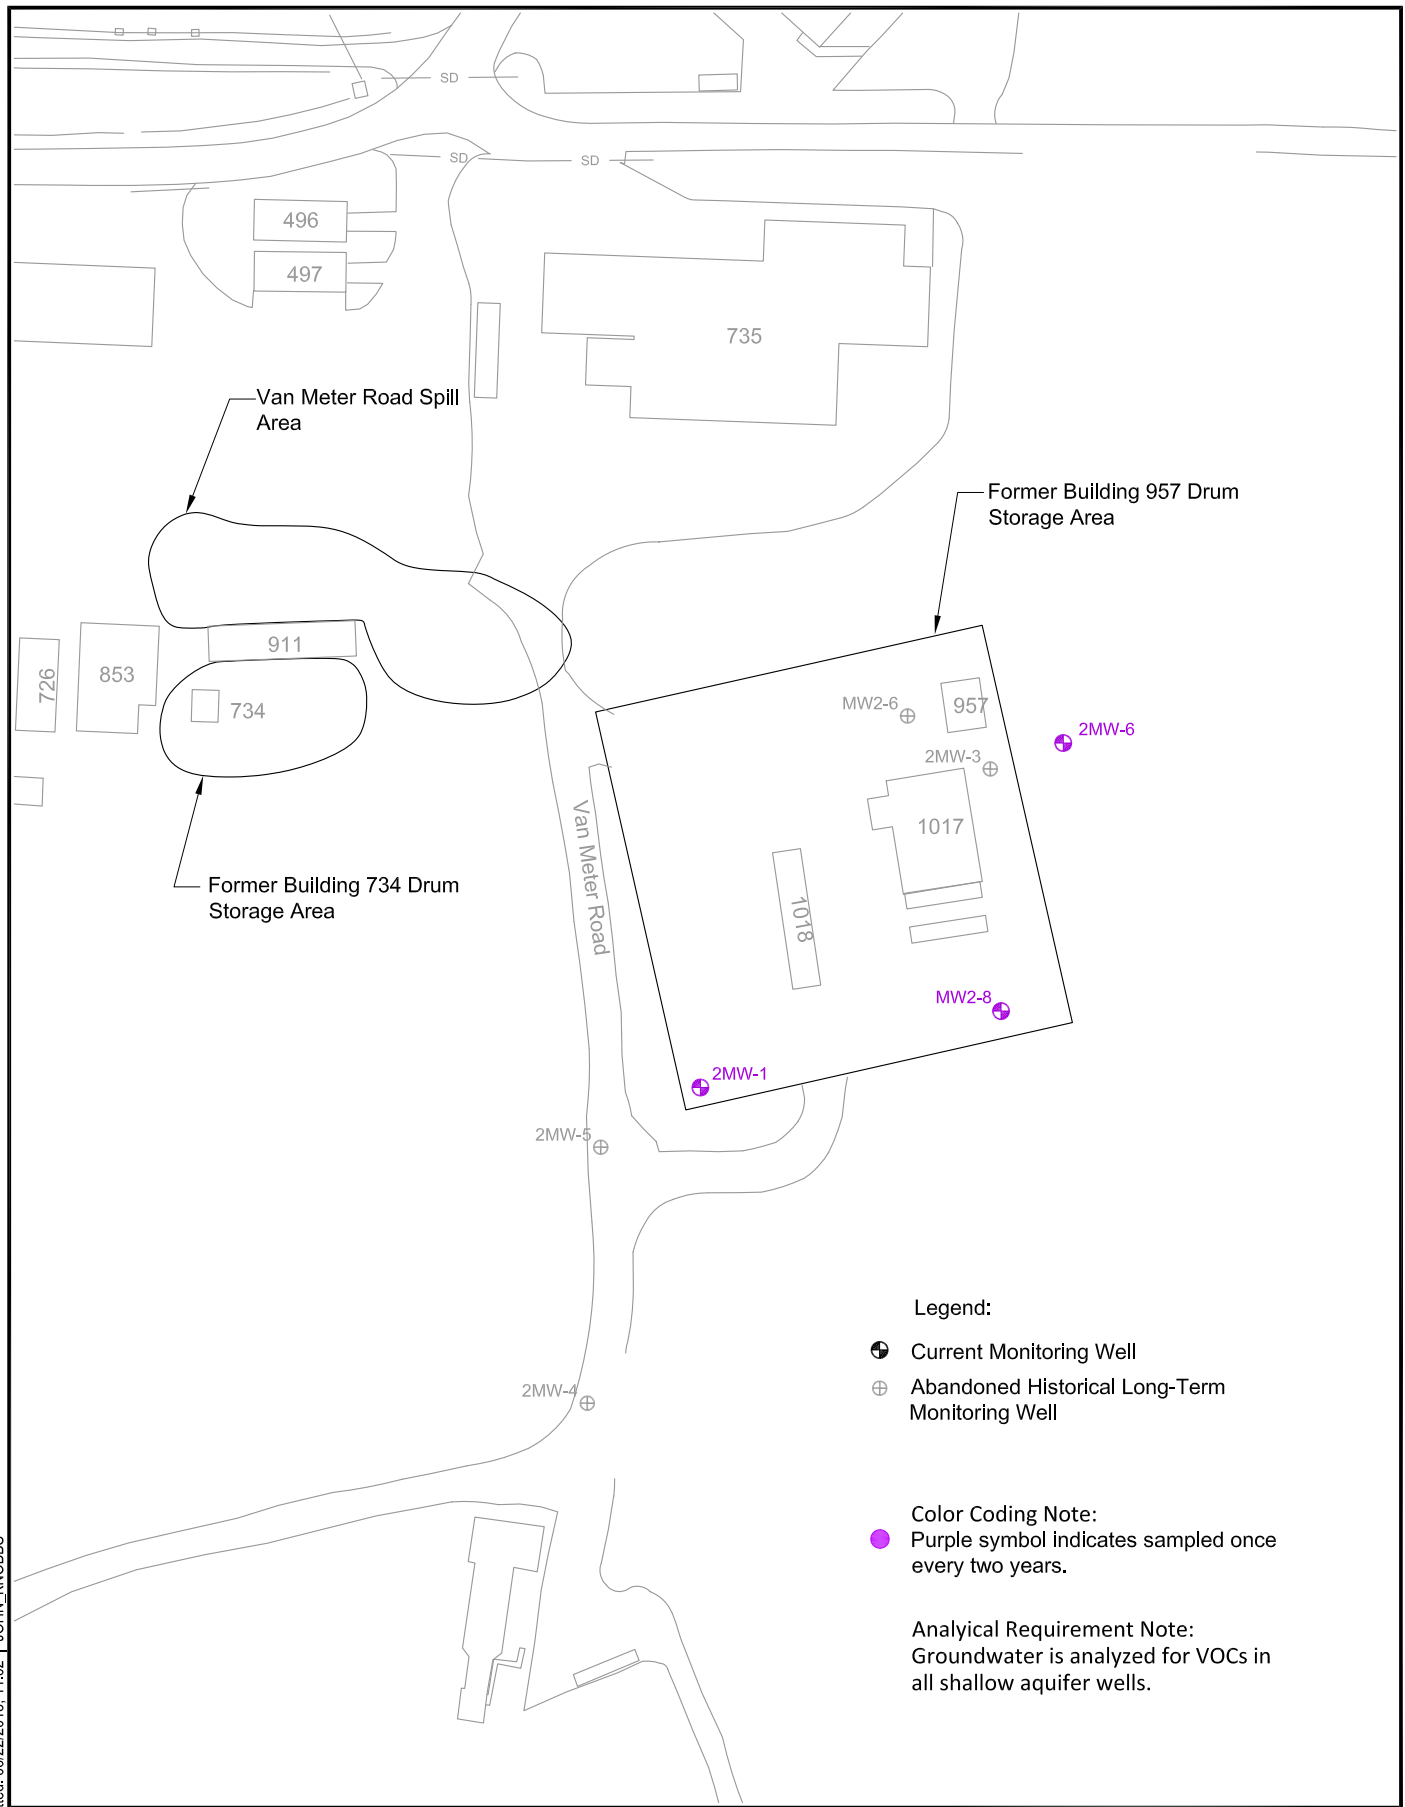 SD
SD
SD
496
497
735
Van Meter Road Spill
Area
Former Building 957 Drum
Storage Area
911
853
726
734
MW2-6
957
2MW-6
2MW-3
1017
Van Meter Road
Former Building 734 Drum
Storage Area
1018
MW2-8
2MW-1
2MW-5
2MW-4
Legend:
Current Monitoring Well
Abandoned Historical Long-Term
Monitoring Well
Color Coding Note:
Purple symbol indicates sampled once
every two years.
Analyical Requirement Note:
Groundwater is analyzed for VOCs in
all shallow aquifer wells.